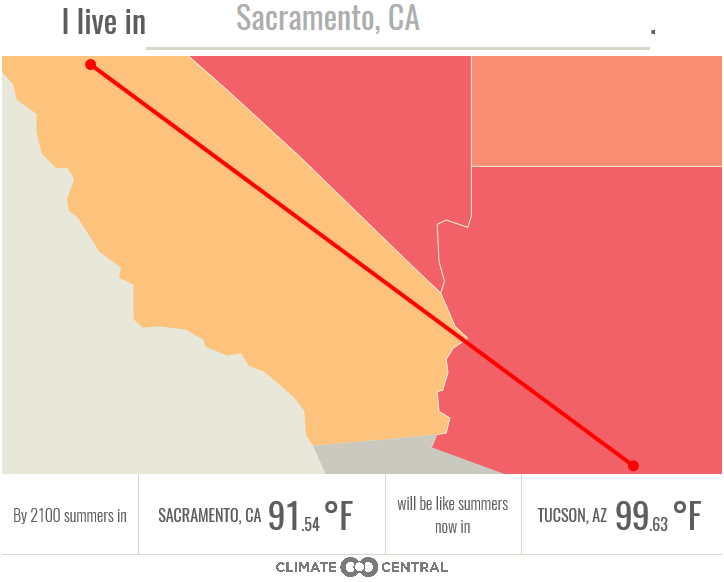 I live in Sacramento, CA .
By 2100 summers in SACRAMENTO, CA 91.54 °F will be like summers now in TUCSON, AZ 99.63 °F
CLIMATE CENTRAL